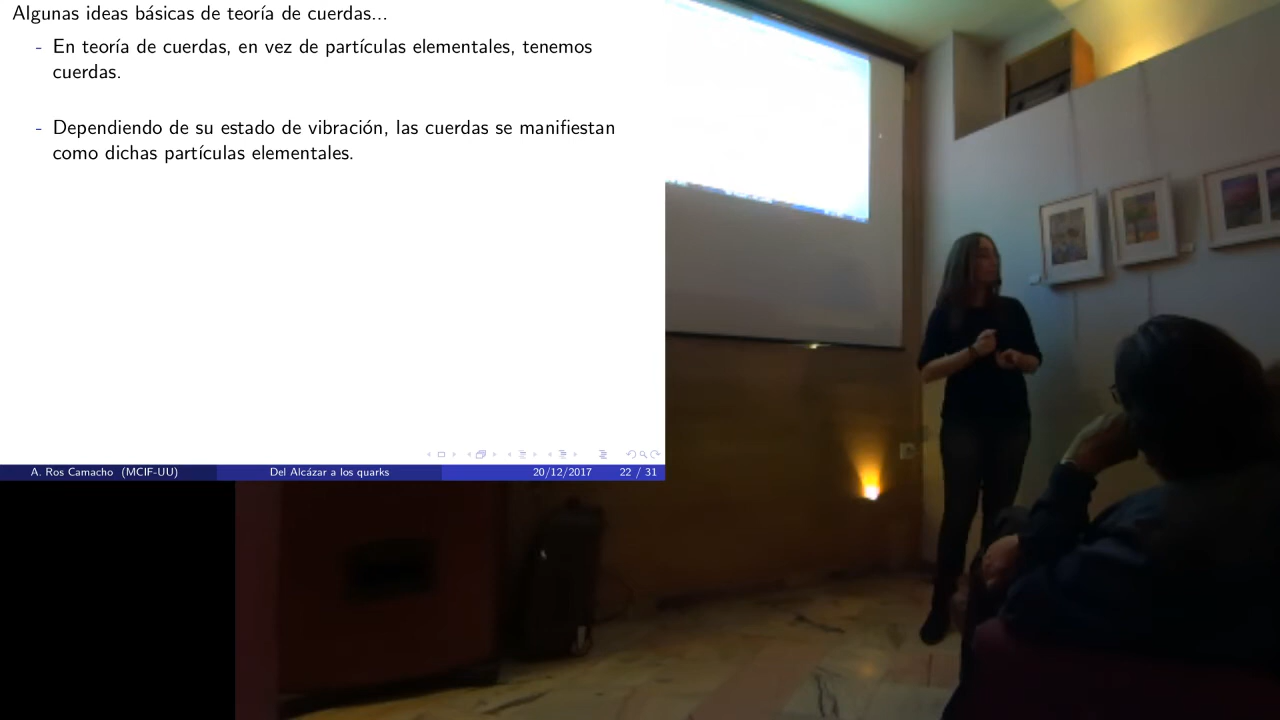 Algunas ideas básicas de teoría de cuerdas...
- En teoría de cuerdas, en vez de partículas elementales, tenemos
cuerdas.
- Dependiendo de su estado de vibración, las cuerdas se manifiestan
como dichas partículas elementales.
A. Ros Camacho (MCIF-UU) Del Alcázar a los quarks 20/12/2017 22 / 31